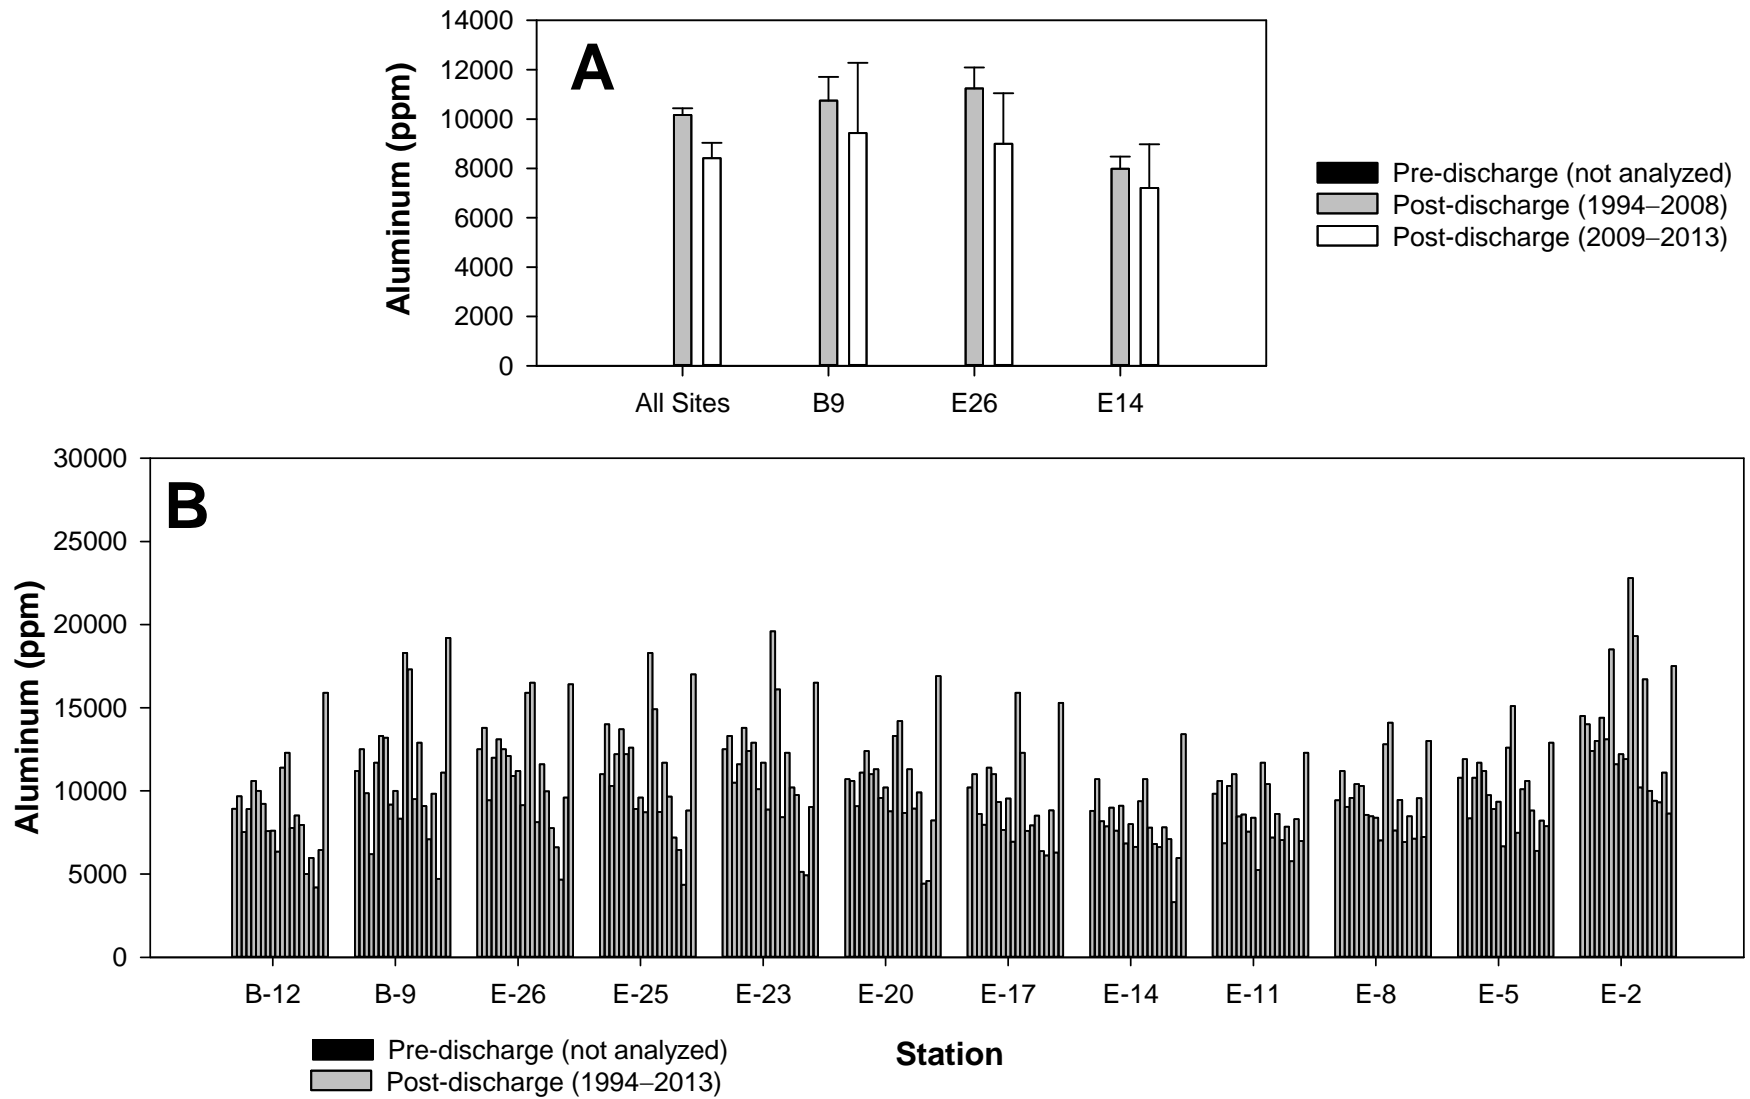 14000
12000
10000
8000
6000
4000
2000
0
Aluminum (ppm)
A
All Sites B9 E26 E14
Pre-discharge (not analyzed)
Post-discharge (1994–2008)
Post-discharge (2009–2013)
30000
25000
20000
15000
10000
5000
0
Aluminum (ppm)
B
B-12 B-9 E-26 E-25 E-23 E-20 E-17 E-14 E-11 E-8 E-5 E-2
Station
Pre-discharge (not analyzed)
Post-discharge (1994–2013)